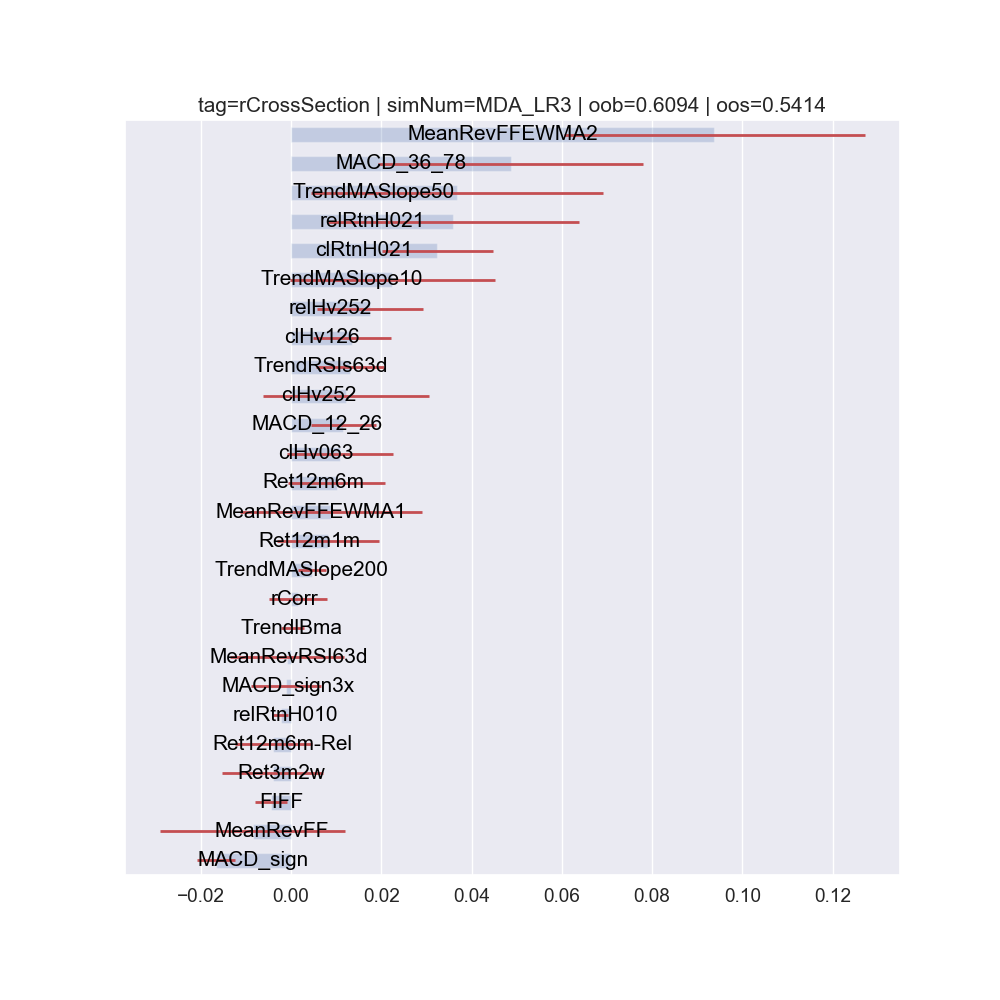 tag=rCrossSection | simNum=MDA_LR3 | oob=0.6094 | oos=0.5414
MeanRevFFEWMA2
MACD_36_78
TrendMASlope50
relRtnH021
clRtnH021
TrendMASlope10
relHv252
clHv126
TrendRSIs63d
clHv252
MACD_12_26
clHv063
Ret12m6m
MeanRevFFEWMA1
Ret12m1m
TrendMASlope200
rCorr
TrendIBma
MeanRevRSI63d
MACD_sign3x
relRtnH010
Ret12m6m-Rel
Ret3m2w
FIFF
MeanRevFF
MACD_sign
−0.02 0.00 0.02 0.04 0.06 0.08 0.10 0.12